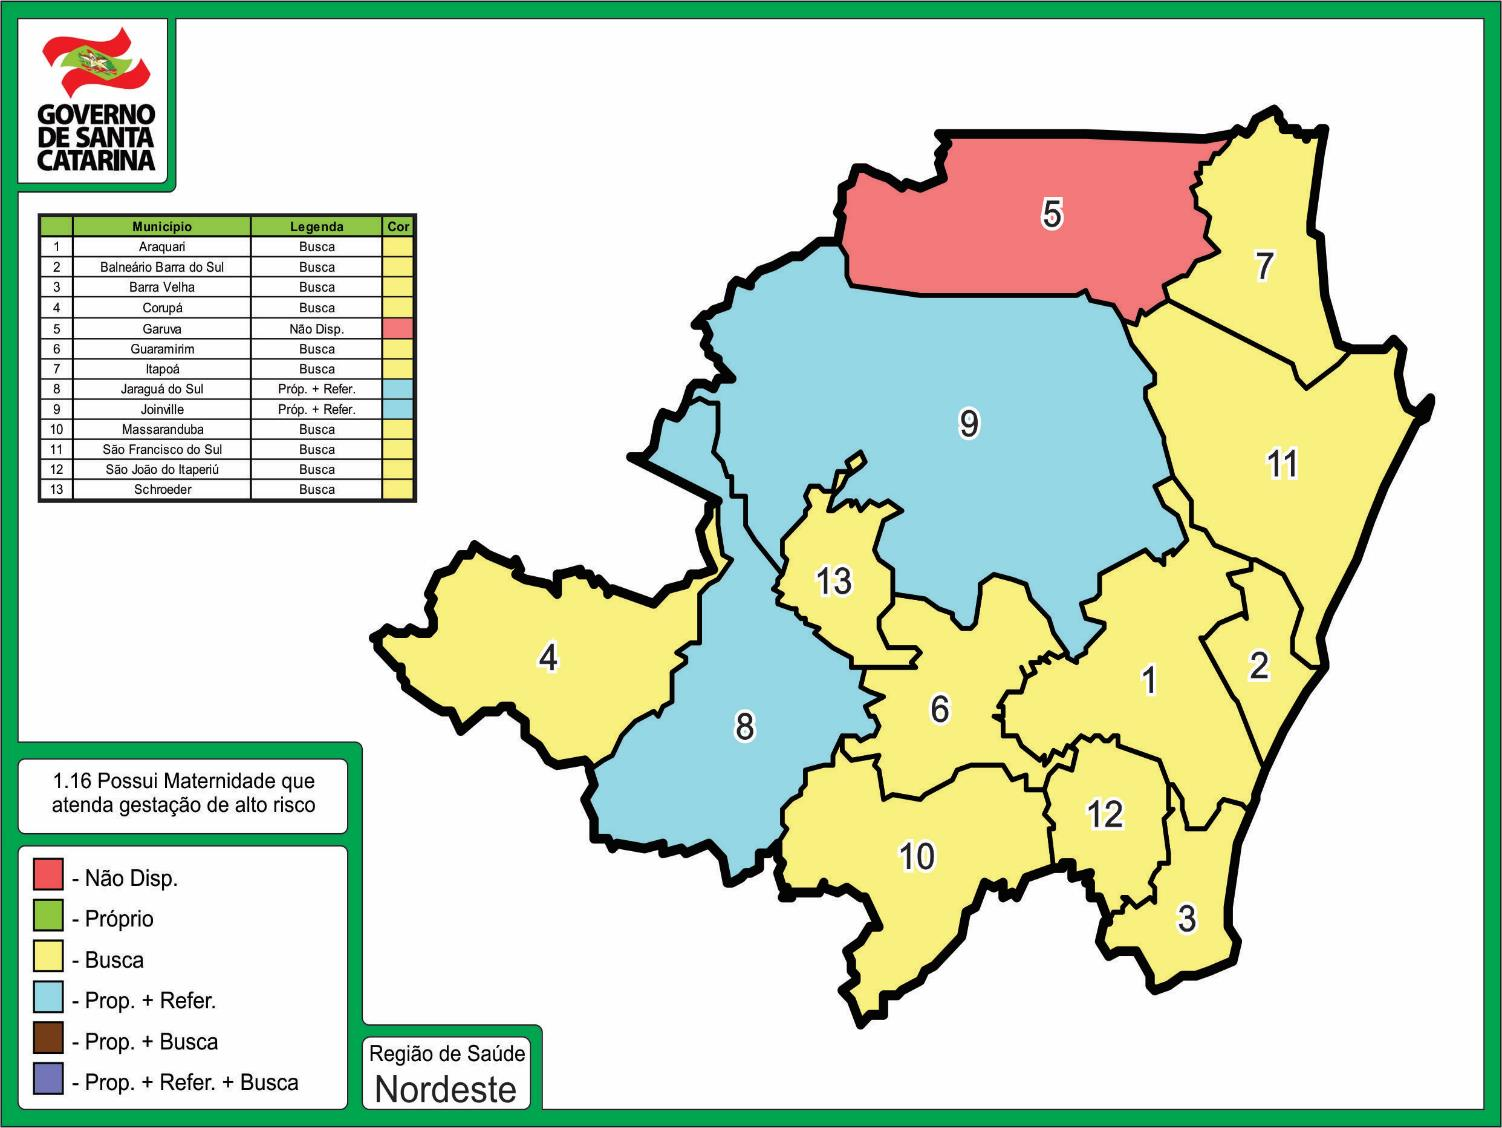 GOVERNO
DE SANTA
CATARINA
Município Legenda Cor
1 Araquari Busca
2 Balneário Barra do Sul Busca
3 Barra Velha Busca
4 Corupá Busca
5 Garuva Não Disp.
6 Guaramirim Busca
7 Itapoá Busca
8 Jaraguá do Sul Próp. + Refer.
9 Joinville Próp. + Refer.
10 Massaranduba Busca
11 São Francisco do Sul Busca
12 São João do Itaperiú Busca
13 Schroeder Busca
5
7
9
11
13
4
8
6
1
2
12
10
3
1.16 Possui Maternidade que
atenda gestação de alto risco
- Não Disp.
- Próprio
- Busca
- Prop. + Refer.
- Prop. + Busca
- Prop. + Refer. + Busca
Região de Saúde
Nordeste